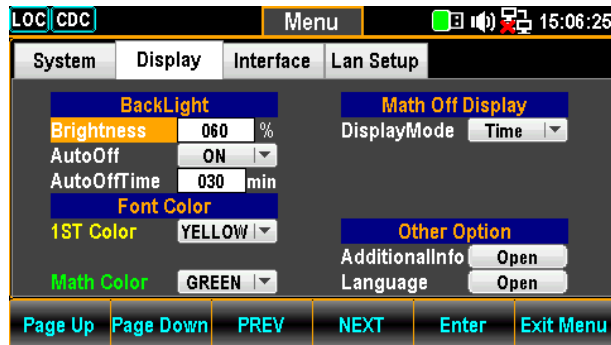 LOC CDC Menu 15:06:25
System Display Interface Lan Setup
BackLight
Brightness 060 %
AutoOff ON
AutoOffTime 030 min
Font Color
1ST Color YELLOW
Math Color GREEN
Math Off Display
DisplayMode Time
Other Option
AdditionalInfo Open
Language Open
Page Up Page Down PREV NEXT Enter Exit Menu